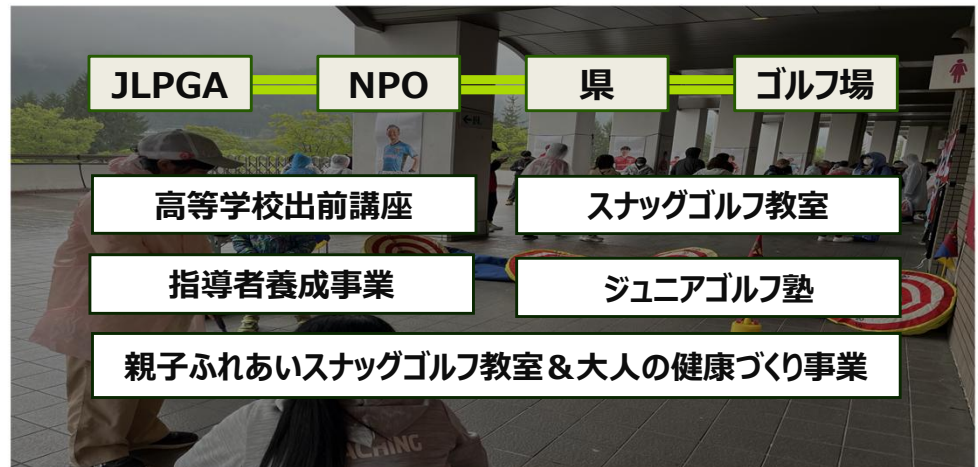 JLPGA NPO 県 ゴルフ場
高等学校出前講座 スナッグゴルフ教室
指導者養成事業 ジュニアゴルフ塾
親子ふれあいスナッグゴルフ教室＆大人の健康づくり事業